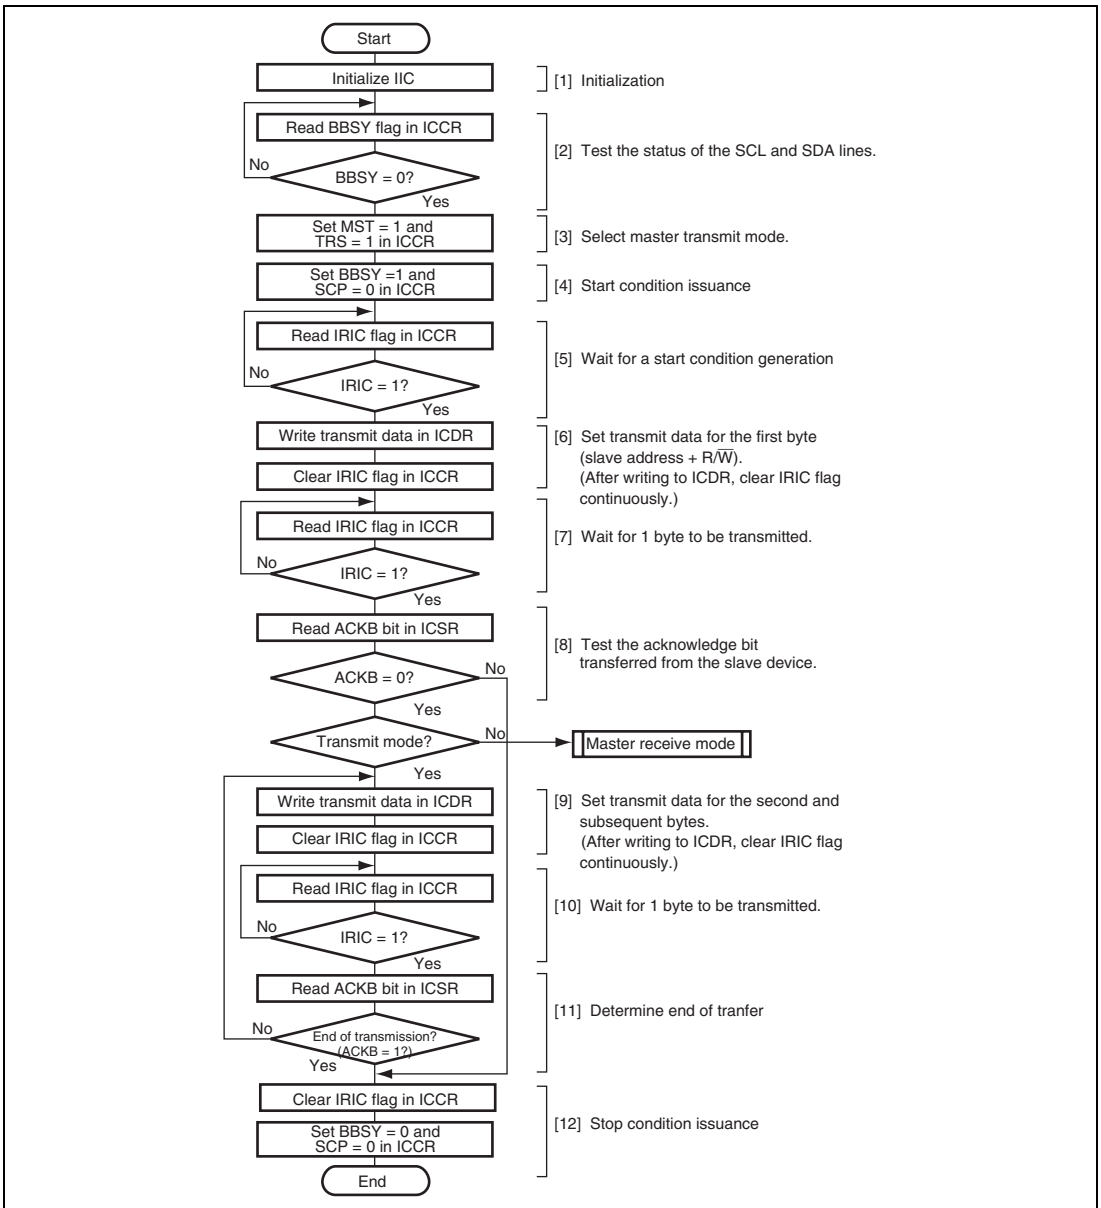 Start
Initialize IIC
[1] Initialization
Read BBSY flag in ICCR
[2] Test the status of the SCL and SDA lines.
No
BBSY = 0?
Yes
Set MST = 1 and
TRS = 1 in ICCR
[3] Select master transmit mode.
Set BBSY =1 and
SCP = 0 in ICCR
[4] Start condition issuance
Read IRIC flag in ICCR
[5] Wait for a start condition generation
No
IRIC = 1?
Yes
Write transmit data in ICDR
[6] Set transmit data for the first byte
(slave address + R/W̅).
(After writing to ICDR, clear IRIC flag
continuously.)
Clear IRIC flag in ICCR
Read IRIC flag in ICCR
[7] Wait for 1 byte to be transmitted.
No
IRIC = 1?
Yes
Read ACKB bit in ICSR
[8] Test the acknowledge bit
transferred from the slave device.
ACKB = 0?
No
Yes
Transmit mode?
No
Master receive mode
Yes
Write transmit data in ICDR
[9] Set transmit data for the second and
subsequent bytes.
(After writing to ICDR, clear IRIC flag
continuously.)
Clear IRIC flag in ICCR
Read IRIC flag in ICCR
[10] Wait for 1 byte to be transmitted.
No
IRIC = 1?
Yes
Read ACKB bit in ICSR
[11] Determine end of tranfer
No
End of transmission?
(ACKB = 1?)
Yes
Clear IRIC flag in ICCR
[12] Stop condition issuance
Set BBSY = 0 and
SCP = 0 in ICCR
End